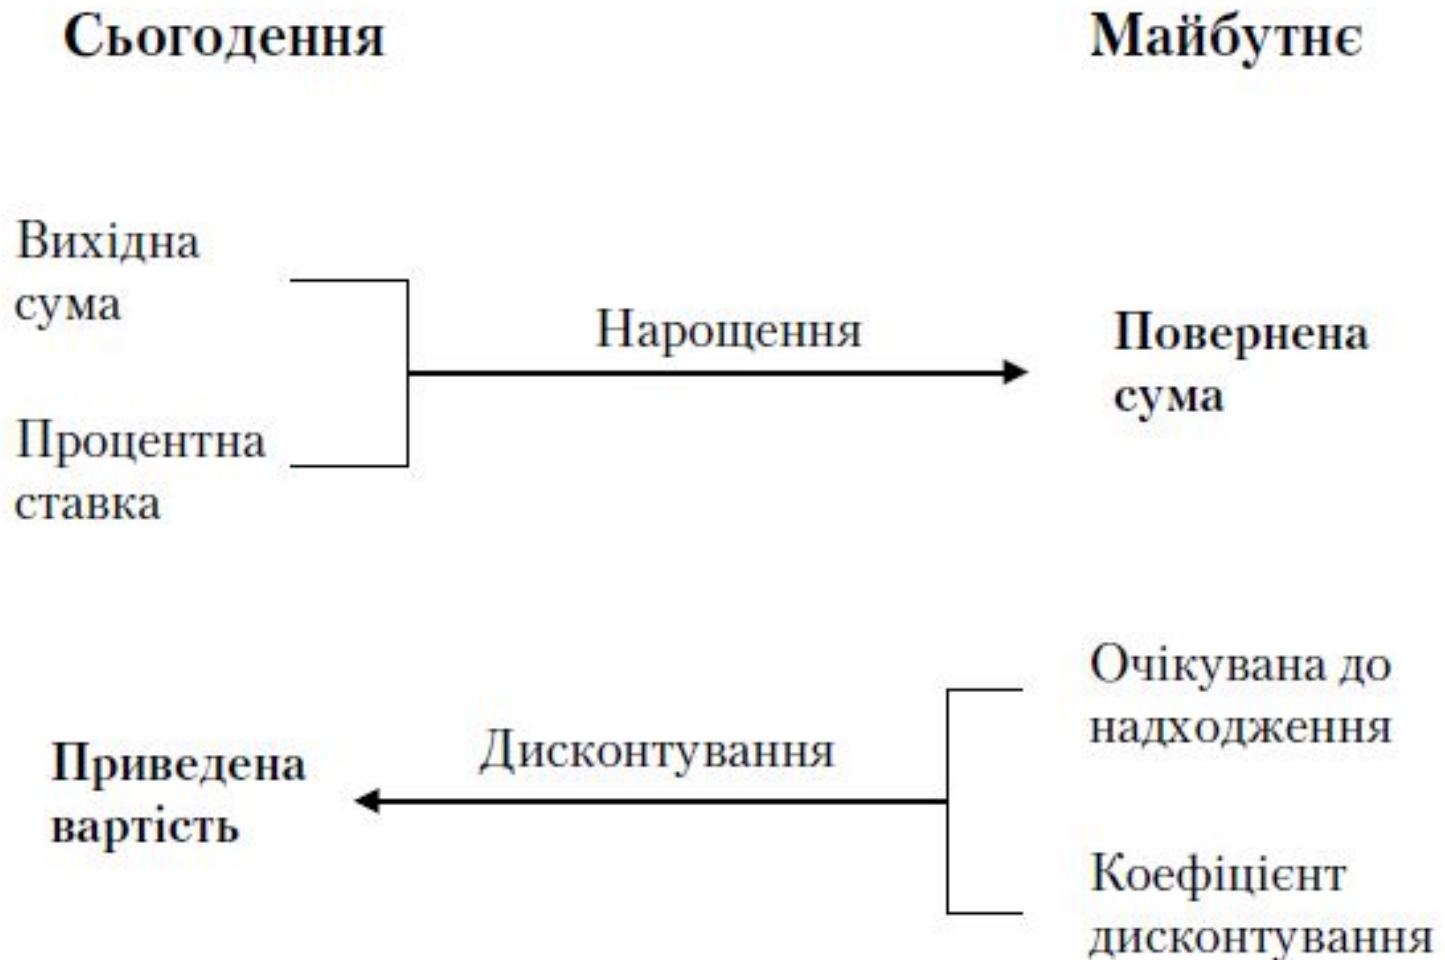 Сьогодення
Майбутнє
Вихідна
сума
Процентна
ставка
Нарощення
Повернена
сума
Приведена
вартість
Дисконтування
Очікувана до
надходження
Коефіцієнт
дисконтування